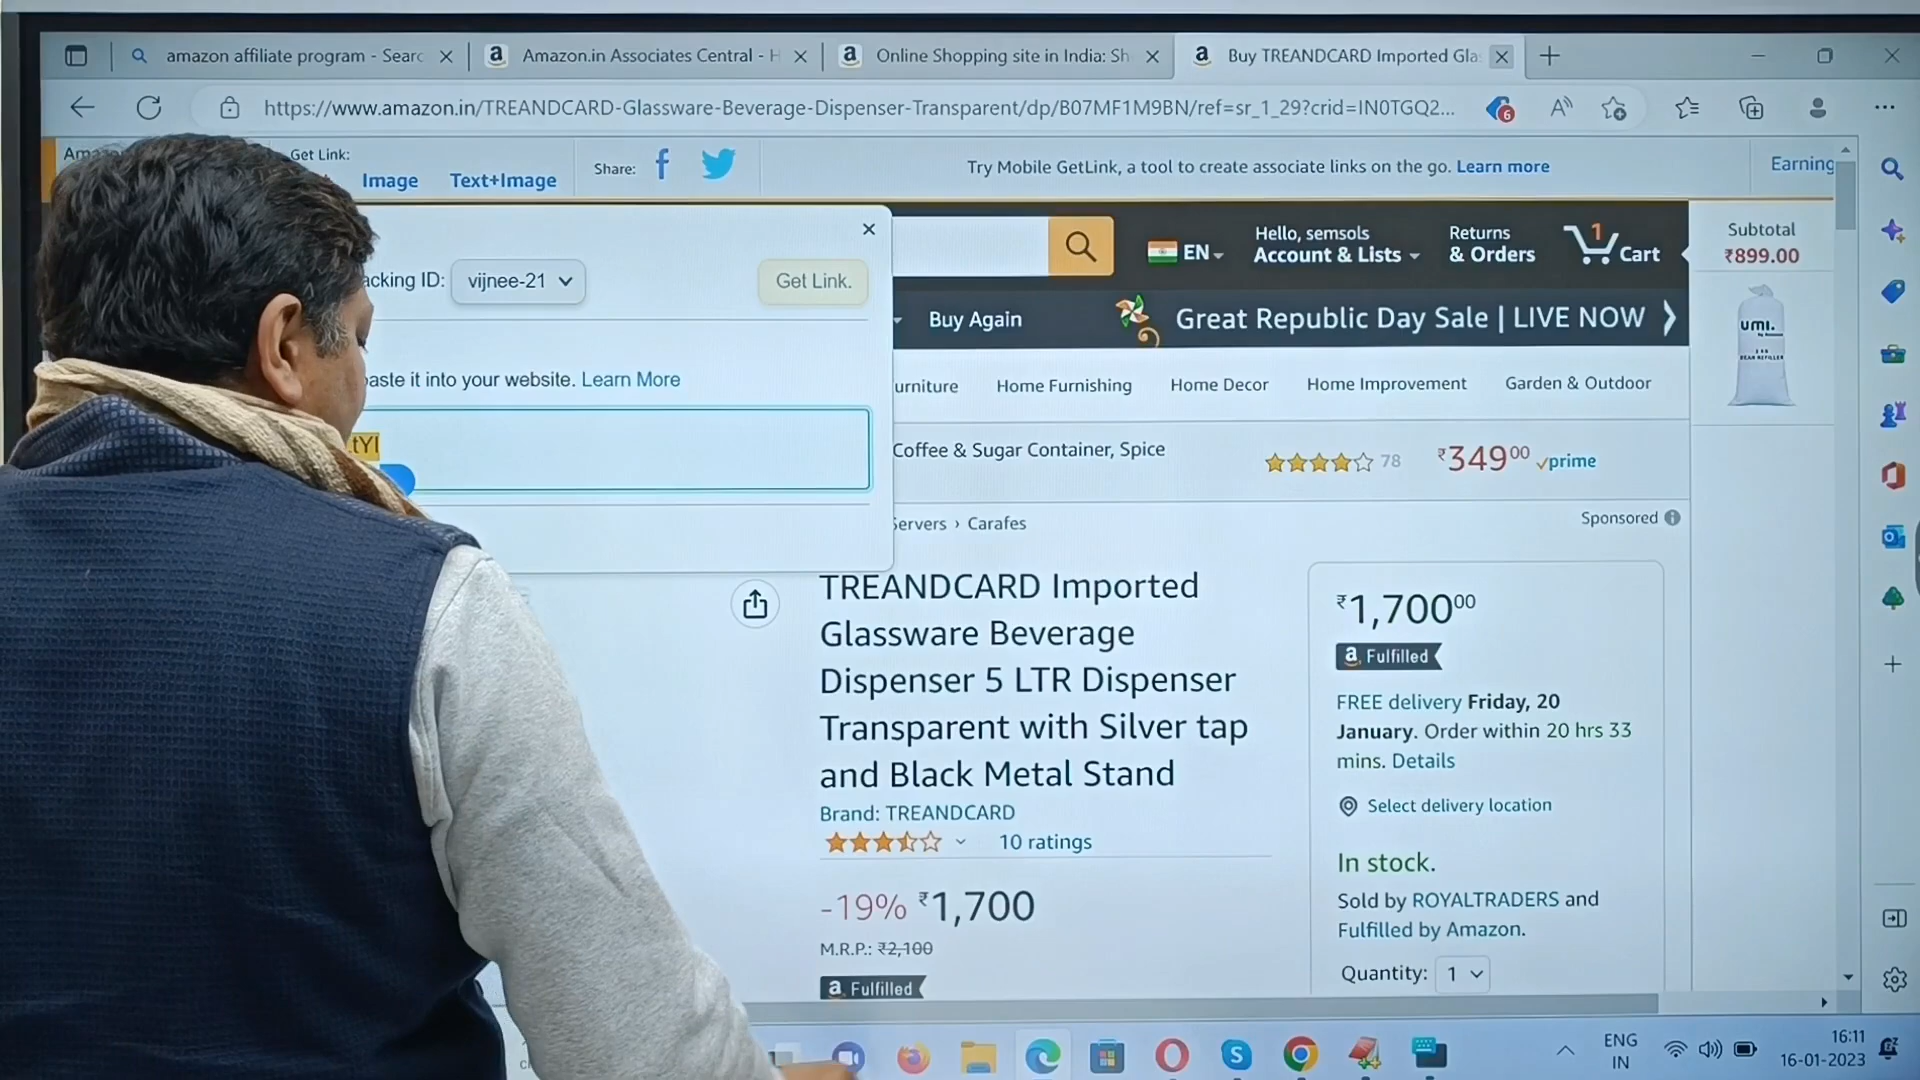 amazon affiliate program - Searc
Amazon.in Associates Central - H
Online Shopping site in India: Sh
Buy TREANDCARD Imported Gla
https://www.amazon.in/TREANDCARD-Glassware-Beverage-Dispenser-Transparent/dp/B07MF1M9BN/ref=sr_1_29?crid=IN0TGQ2...
6
Get Link:
Image
Text+Image
Share:
Try Mobile GetLink, a tool to create associate links on the go. Learn more
Earning
acking ID:
vijnee-21
Get Link.
paste it into your website. Learn More
tYI
EN
Hello, semsols
Account & Lists
Returns
& Orders
1
Cart
Subtotal
₹899.00
umi.
Buy Again
Great Republic Day Sale | LIVE NOW
urniture
Home Furnishing
Home Decor
Home Improvement
Garden & Outdoor
Coffee & Sugar Container, Spice
78
₹349⁰⁰
prime
Servers › Carafes
Sponsored
TREANDCARD Imported
Glassware Beverage
Dispenser 5 LTR Dispenser
Transparent with Silver tap
and Black Metal Stand
Brand: TREANDCARD
10 ratings
-19% ₹1,700
M.R.P.: ₹2,100
a Fulfilled
₹1,700⁰⁰
a Fulfilled
FREE delivery Friday, 20
January. Order within 20 hrs 33
mins. Details
Select delivery location
In stock.
Sold by ROYALTRADERS and
Fulfilled by Amazon.
Quantity: 1
ENG
IN
16:11
16-01-2023